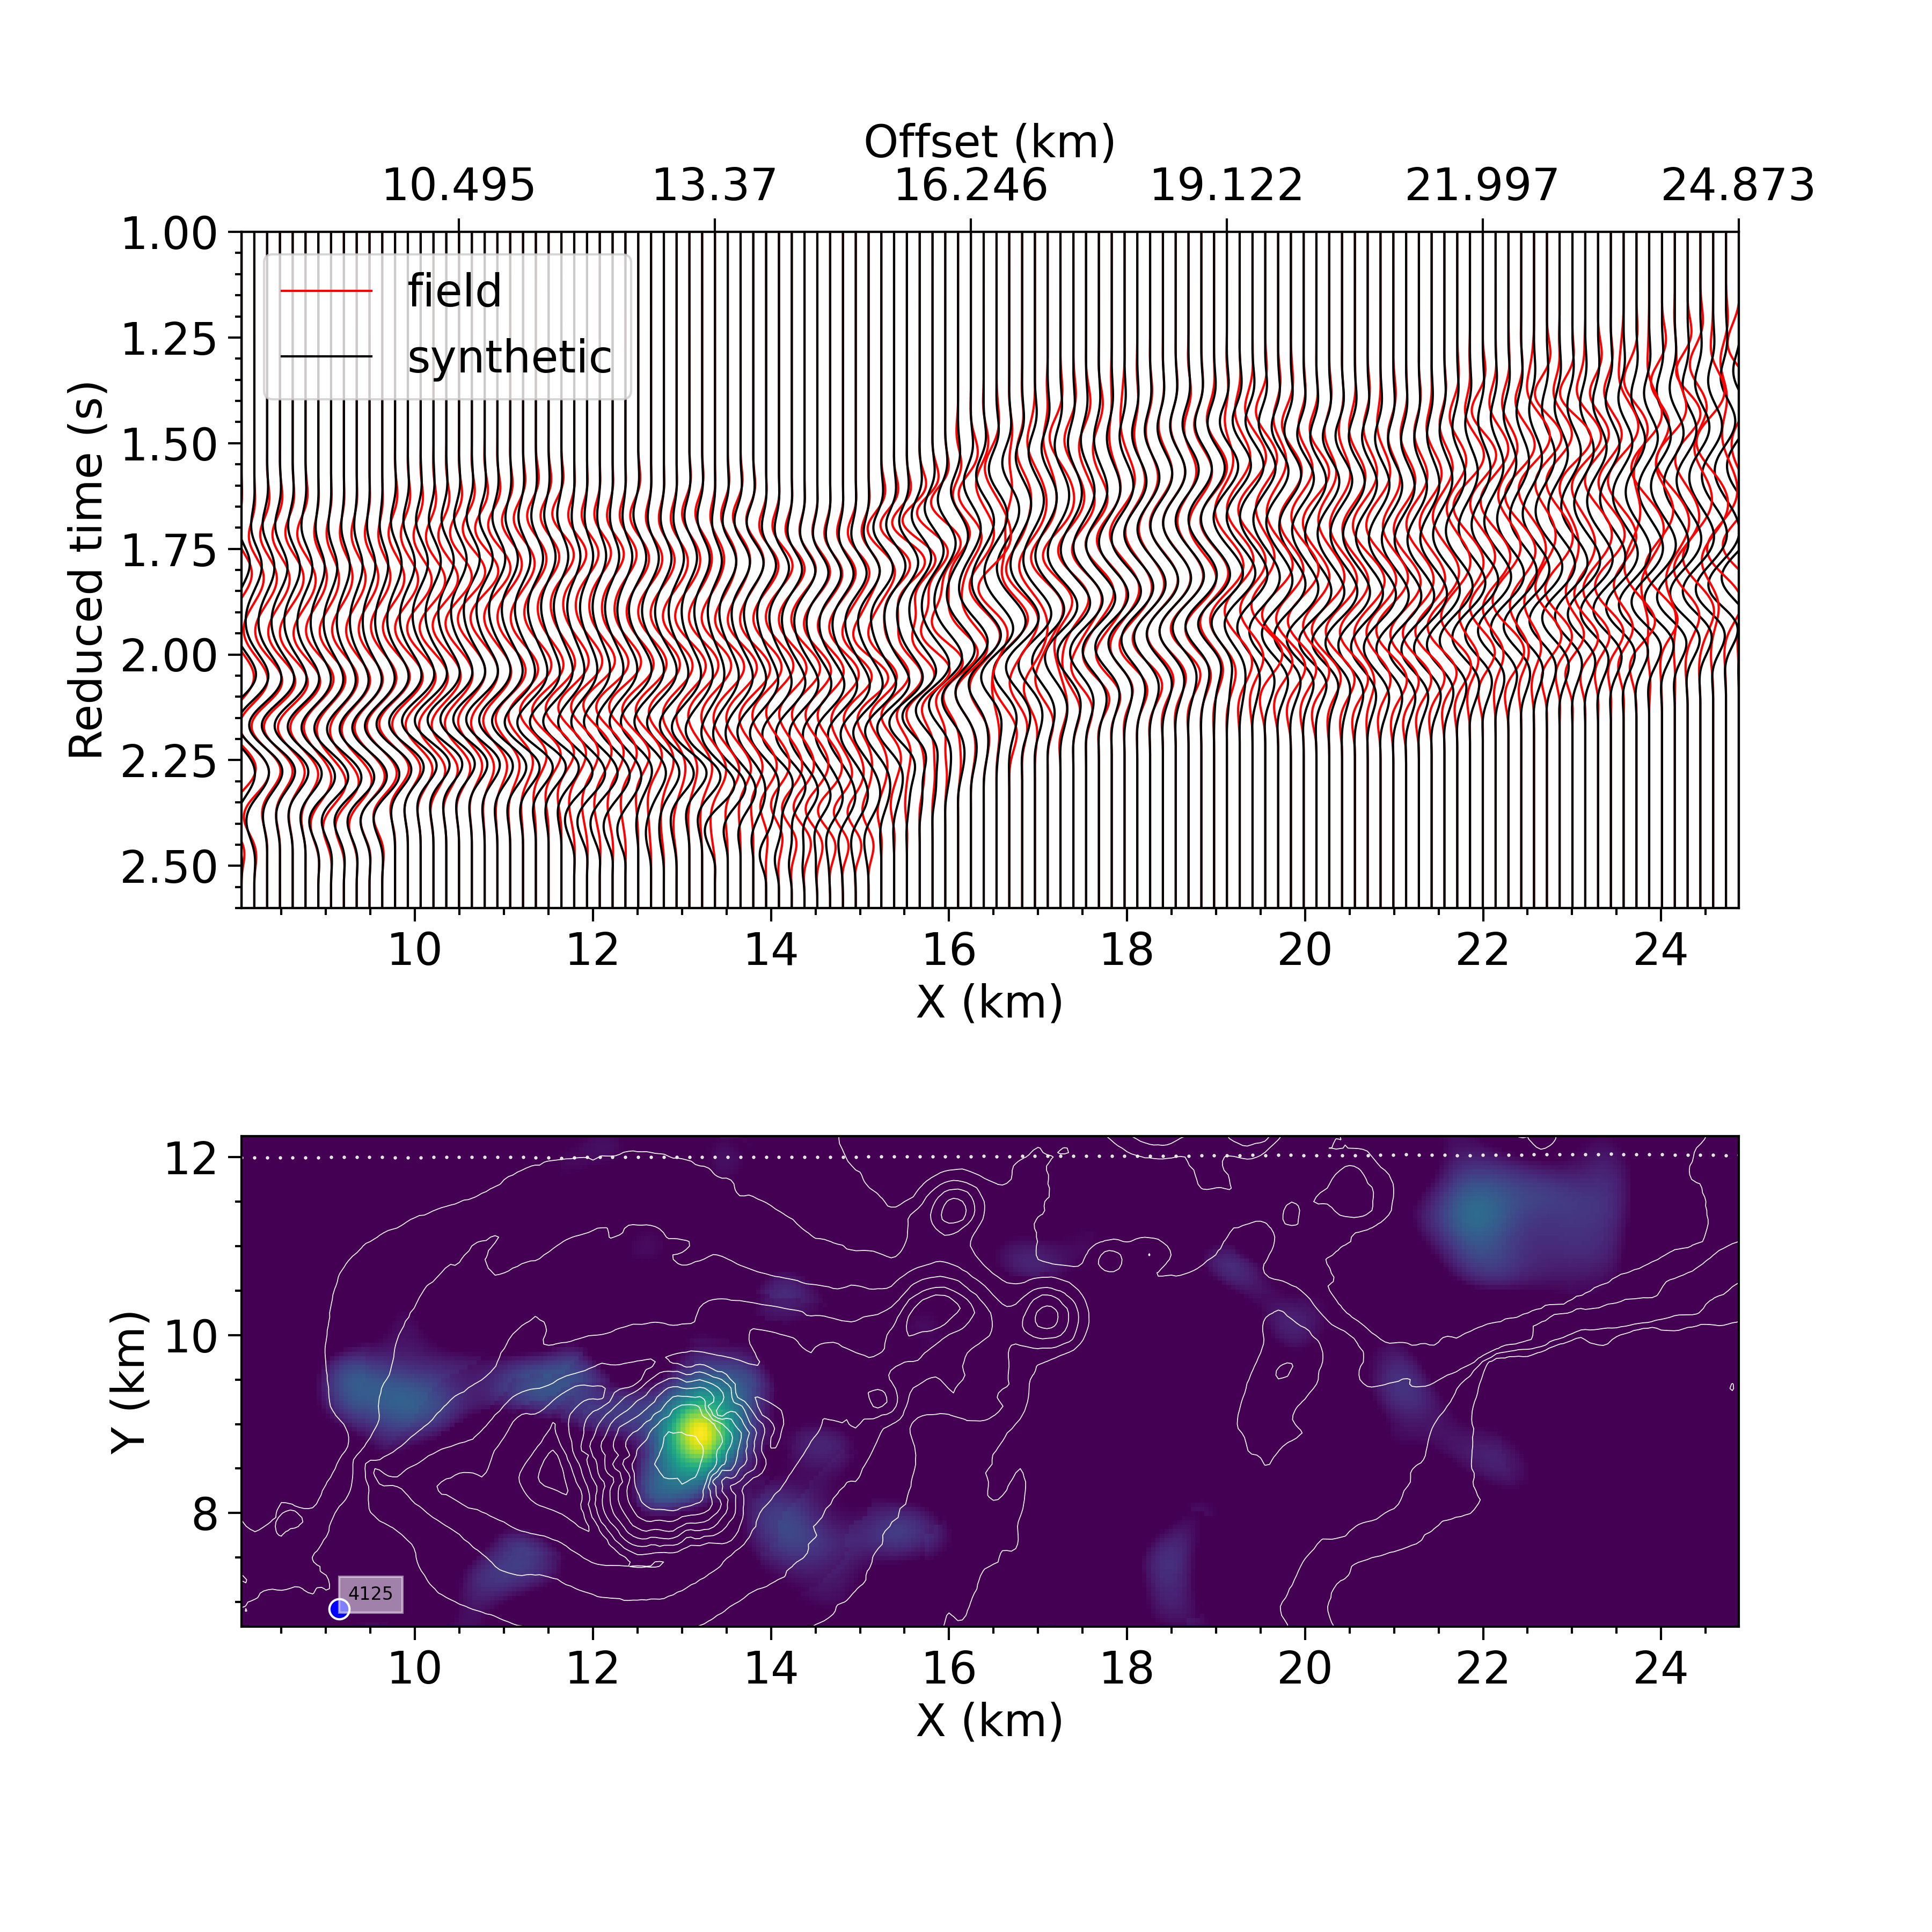 Offset (km)
10.495 13.37 16.246 19.122 21.997 24.873
1.00
1.25
1.50
1.75
2.00
2.25
2.50
Reduced time (s)
field
synthetic
10 12 14 16 18 20 22 24
X (km)
12
10
8
Y (km)
4125
10 12 14 16 18 20 22 24
X (km)